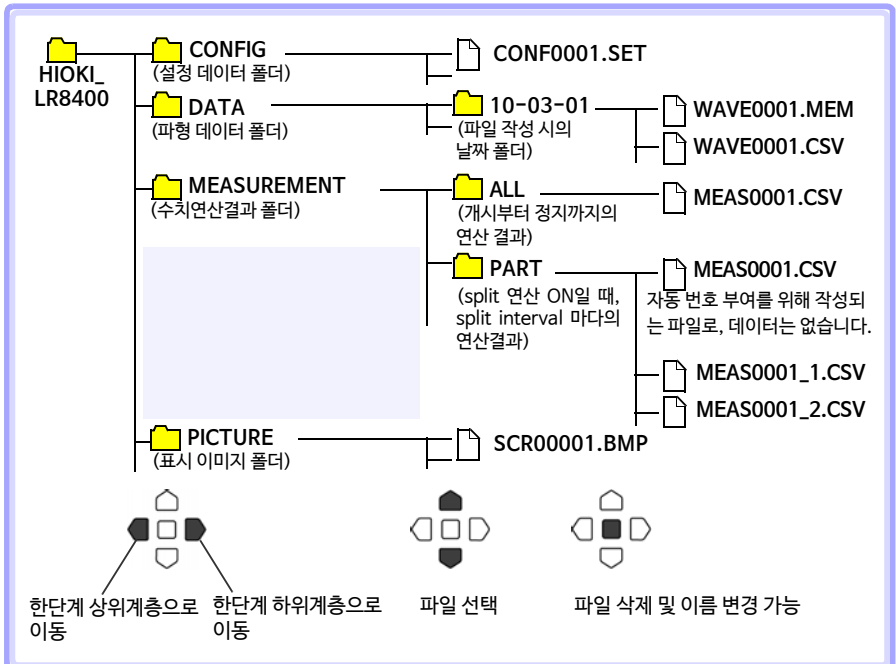 HIOKI_
LR8400
CONFIG
(설정 데이터 폴더)
CONF0001.SET
DATA
(파형 데이터 폴더)
10-03-01
(파일 작성 시의
날짜 폴더)
WAVE0001.MEM
WAVE0001.CSV
MEASUREMENT
(수치연산결과 폴더)
ALL
(개시부터 정지까지의
연산 결과)
MEAS0001.CSV
PART
(split 연산 ON일 때,
split interval 마다의
연산결과)
MEAS0001.CSV
자동 번호 부여를 위해 작성되
는 파일로, 데이터는 없습니다.
MEAS0001_1.CSV
MEAS0001_2.CSV
PICTURE
(표시 이미지 폴더)
SCR00001.BMP
한단계 상위계층으로
이동
한단계 하위계층으로
이동
파일 선택
파일 삭제 및 이름 변경 가능